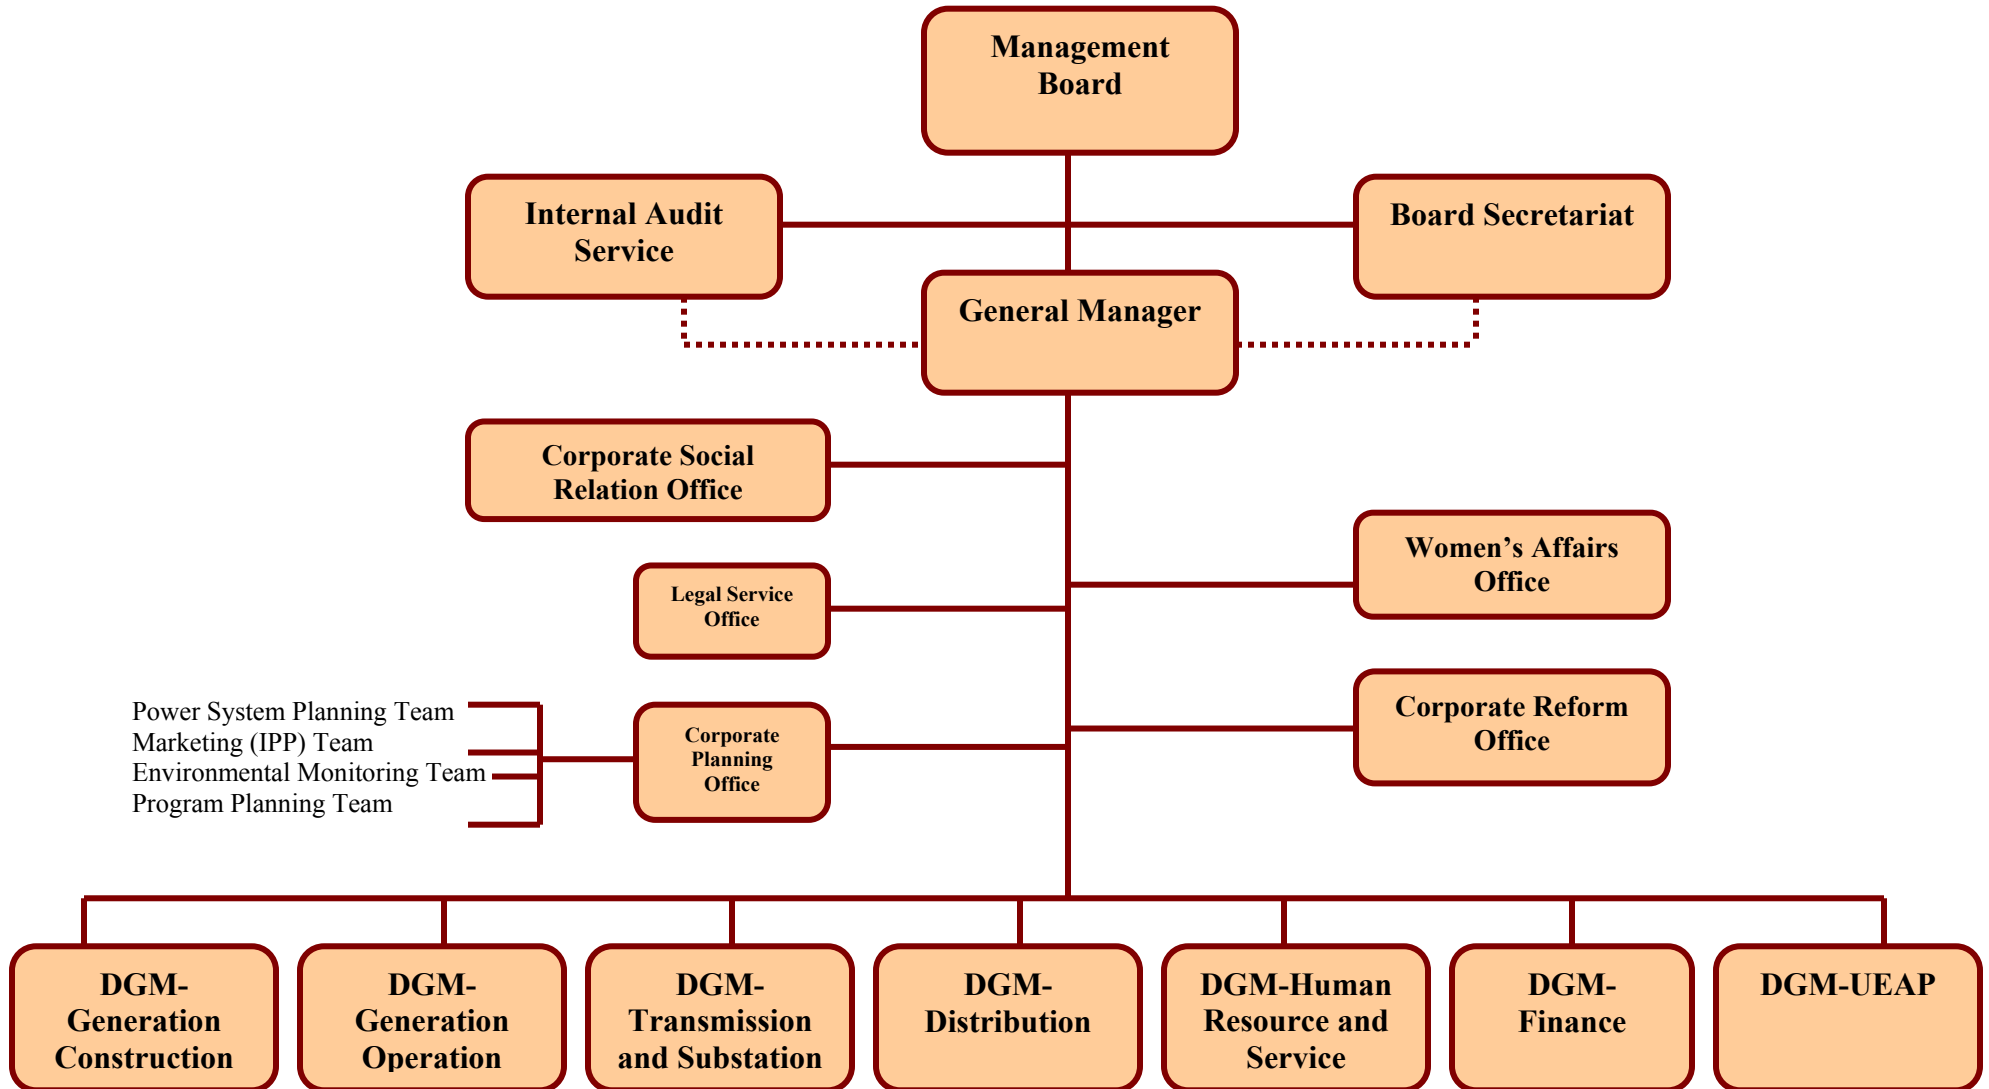 Management
Board
Internal Audit
Service
Board Secretariat
General Manager
Corporate Social
Relation Office
Women’s Affairs
Office
Legal Service
Office
Corporate Reform
Office
Power System Planning Team
Marketing (IPP) Team
Environmental Monitoring Team
Program Planning Team
Corporate
Planning
Office
DGM-
Generation
Construction
DGM-
Generation
Operation
DGM-
Transmission
and Substation
DGM-
Distribution
DGM-Human
Resource and
Service
DGM-
Finance
DGM-UEAP